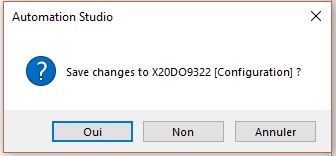 Automation Studio
Save changes to X20DO9322 [Configuration] ?
Oui
Non
Annuler